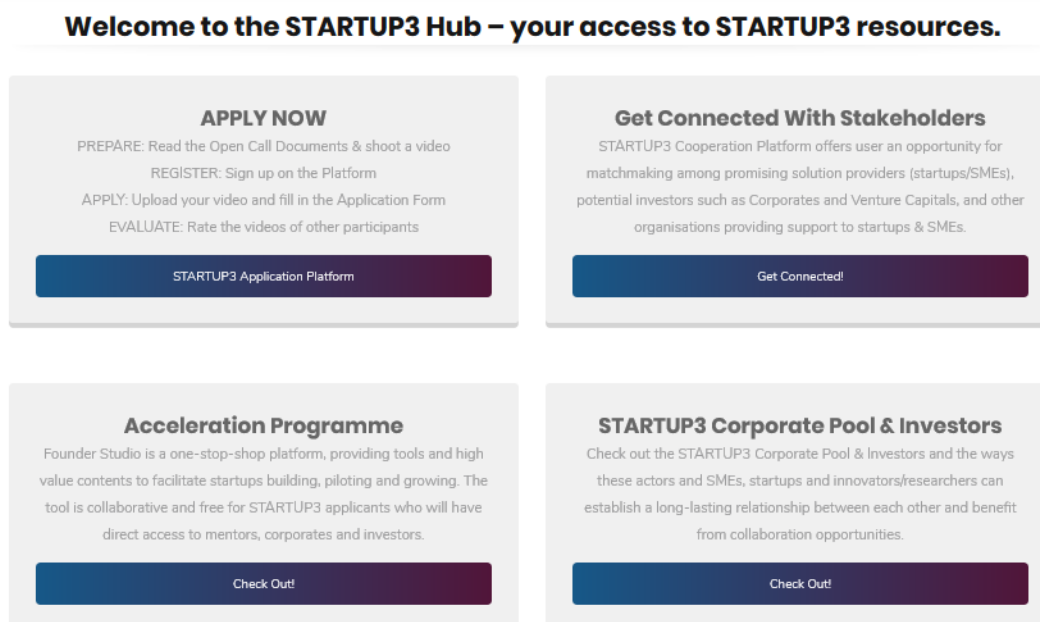 Welcome to the STARTUP3 Hub – your access to STARTUP3 resources.
APPLY NOW
PREPARE: Read the Open Call Documents & shoot a video
REGISTER: Sign up on the Platform
APPLY: Upload your video and fill in the Application Form
EVALUATE: Rate the videos of other participants
STARTUP3 Application Platform
Get Connected With Stakeholders
STARTUP3 Cooperation Platform offers user an opportunity for
matchmaking among promising solution providers (startups/SMEs),
potential investors such as Corporates and Venture Capitals, and other
organisations providing support to startups & SMEs.
Get Connected!
Acceleration Programme
Founder Studio is a one-stop-shop platform, providing tools and high
value contents to facilitate startups building, piloting and growing. The
tool is collaborative and free for STARTUP3 applicants who will have
direct access to mentors, corporates and investors.
Check Out!
STARTUP3 Corporate Pool & Investors
Check out the STARTUP3 Corporate Pool & Investors and the ways
these actors and SMEs, startups and innovators/researchers can
establish a long-lasting relationship between each other and benefit
from collaboration opportunities.
Check Out!